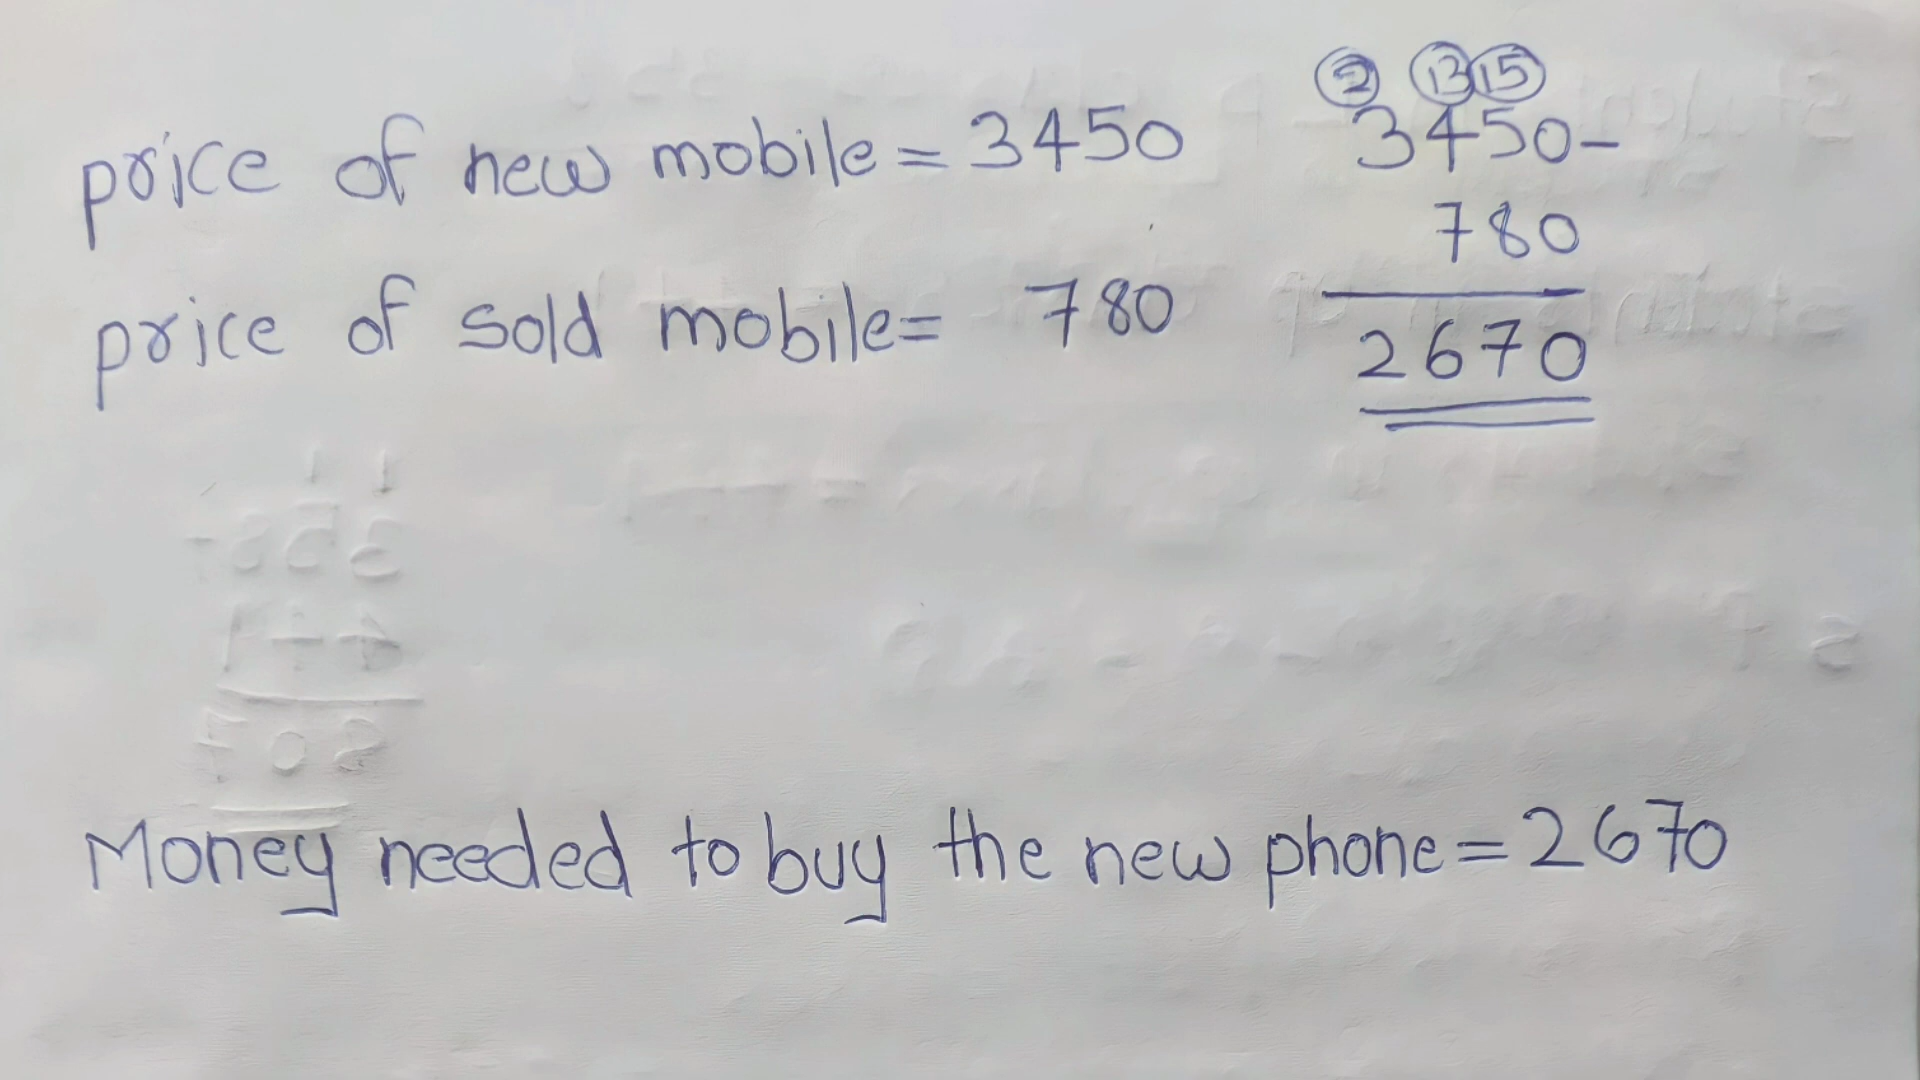 price of new mobile = 3450
price of sold mobile = 780
2 13 15
3450-
780
2670
Money needed to buy the new phone = 2670